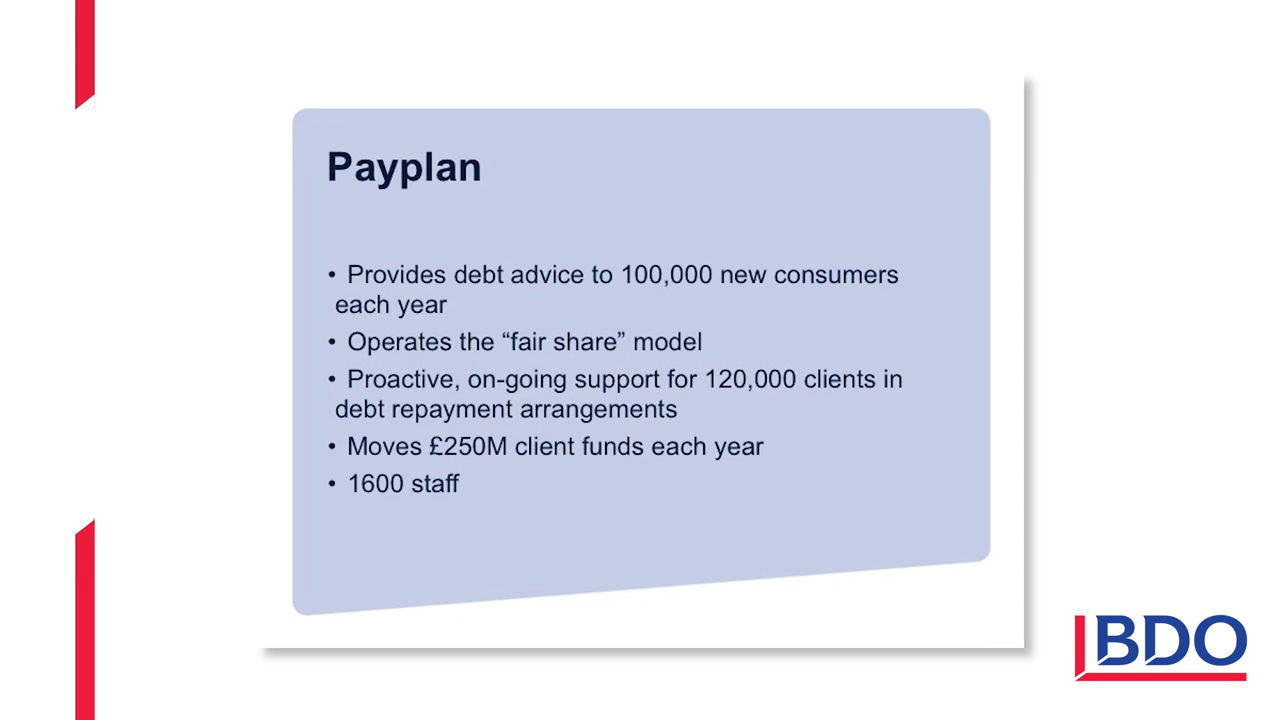 Payplan
• Provides debt advice to 100,000 new consumers
each year
• Operates the “fair share” model
• Proactive, on-going support for 120,000 clients in
debt repayment arrangements
• Moves £250M client funds each year
• 1600 staff
BDO